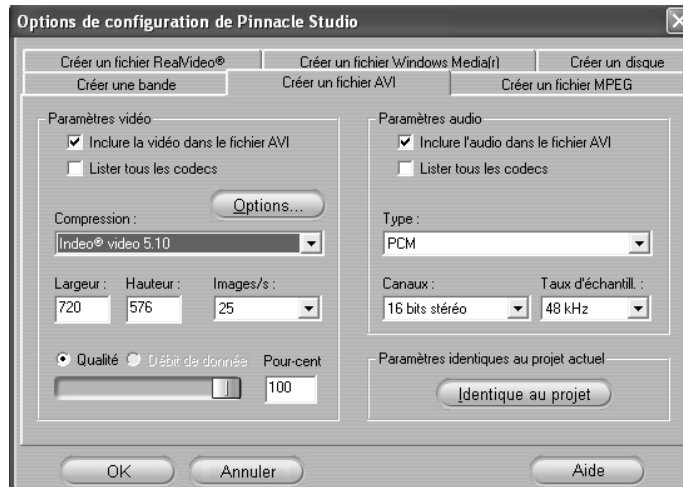 Options de configuration de Pinnacle Studio
Créer un fichier RealVideo® Créer un fichier Windows Media(r) Créer un disque
Créer une bande Créer un fichier AVI Créer un fichier MPEG
Paramètres vidéo
Inclure la vidéo dans le fichier AVI
Lister tous les codecs
Options...
Compression :
Indeo® video 5.10
Largeur : Hauteur : Images/s :
720 576 25
Qualité Débit de donnée Pour-cent
100
Paramètres audio
Inclure l'audio dans le fichier AVI
Lister tous les codecs
Type :
PCM
Canaux : Taux d'échantill. :
16 bits stéréo 48 kHz
Paramètres identiques au projet actuel
Identique au projet
OK Annuler Aide